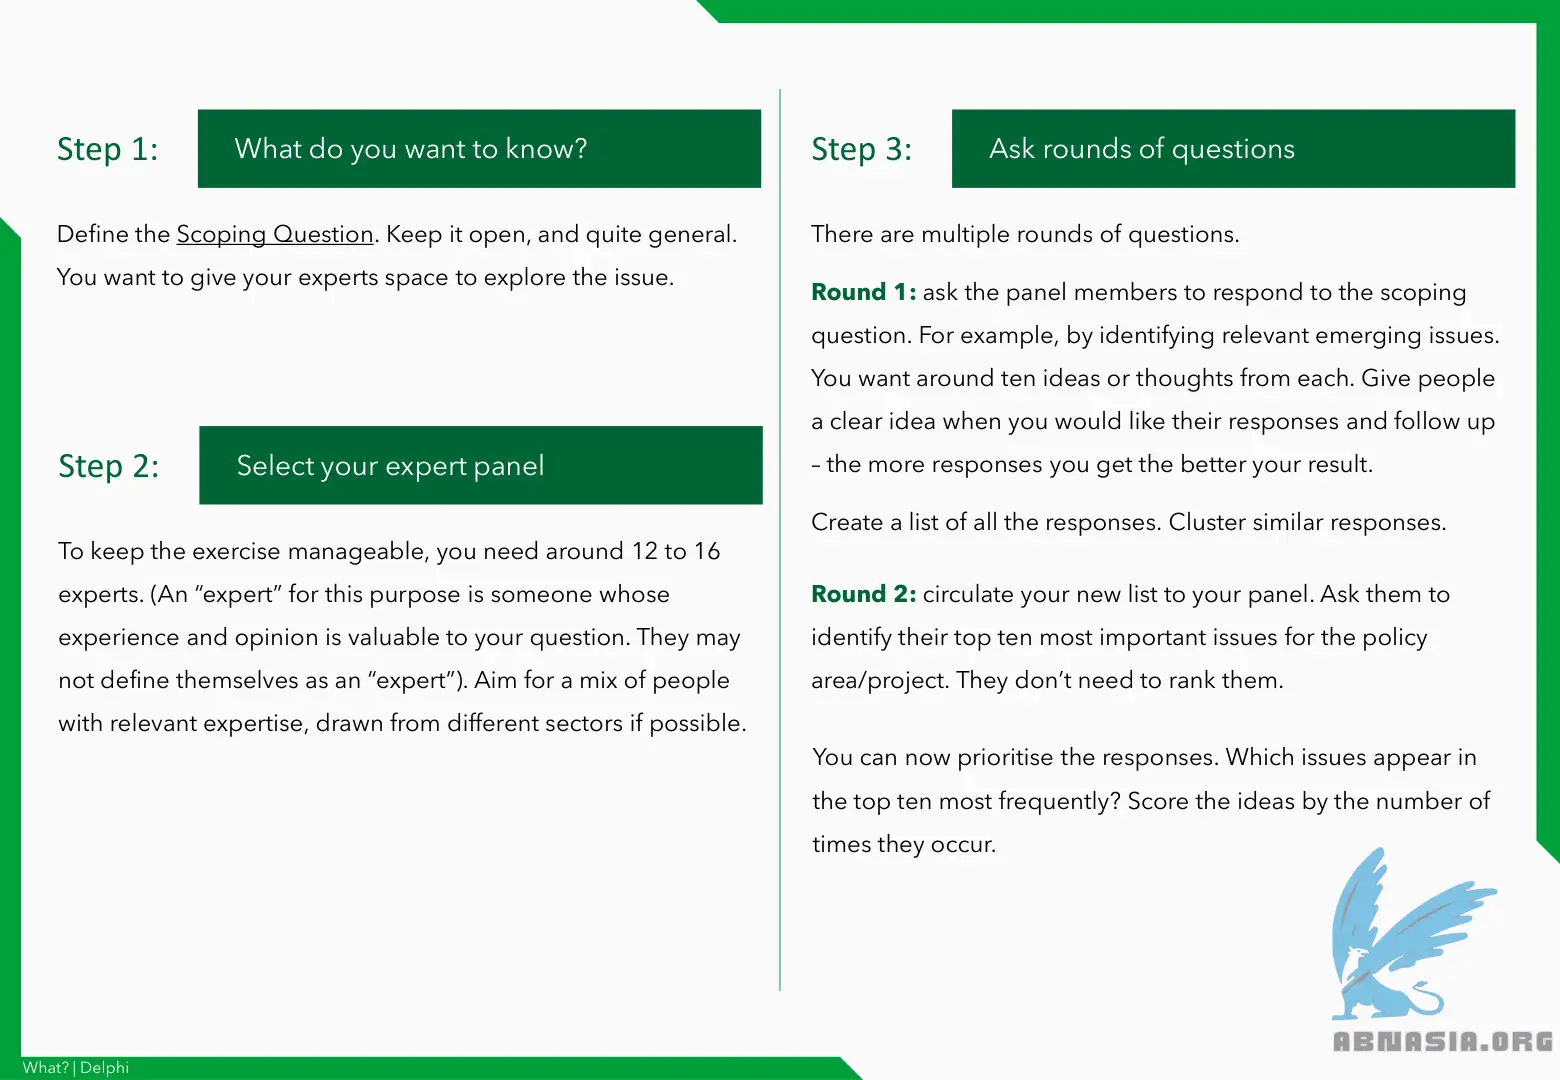 Step 1:
What do you want to know?
Define the Scoping Question. Keep it open, and quite general.
You want to give your experts space to explore the issue.
Step 2:
Select your expert panel
To keep the exercise manageable, you need around 12 to 16
experts. (An “expert” for this purpose is someone whose
experience and opinion is valuable to your question. They may
not define themselves as an “expert”). Aim for a mix of people
with relevant expertise, drawn from different sectors if possible.
Step 3:
Ask rounds of questions
There are multiple rounds of questions.
Round 1: ask the panel members to respond to the scoping
question. For example, by identifying relevant emerging issues.
You want around ten ideas or thoughts from each. Give people
a clear idea when you would like their responses and follow up
– the more responses you get the better your result.
Create a list of all the responses. Cluster similar responses.
Round 2: circulate your new list to your panel. Ask them to
identify their top ten most important issues for the policy
area/project. They don’t need to rank them.
You can now prioritise the responses. Which issues appear in
the top ten most frequently? Score the ideas by the number of
times they occur.
ABNASIA.ORG
What? | Delphi